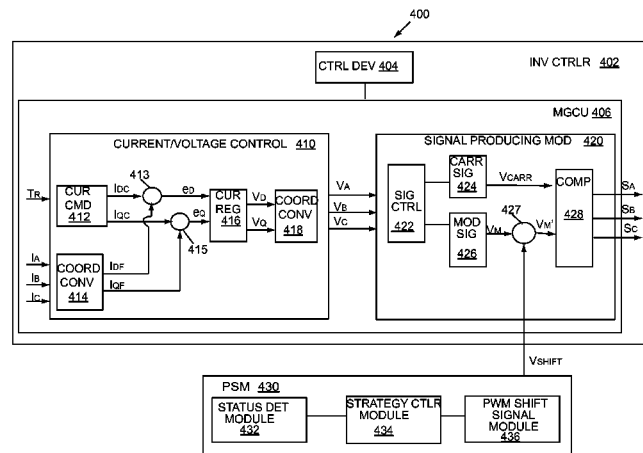 400
CTRL DEV 404
INV CTRLR 402
MGCU 406
CURRENT/VOLTAGE CONTROL 410
SIGNAL PRODUCING MOD 420
TR
CUR CMD 412
IDC
413
eD
IQC
eQ
415
CUR REG 416
VD
VQ
COORD CONV 418
IA
IB
IC
COORD CONV 414
IDF
IQF
VA
VB
VC
SIG CTRL 422
CARR SIG 424
VCARR
MOD SIG 426
VM
427
VM'
COMP 428
SA
SB
SC
VSHIFT
PSM 430
STATUS DET MODULE 432
STRATEGY CTLR MODULE 434
PWM SHIFT SIGNAL MODULE 436